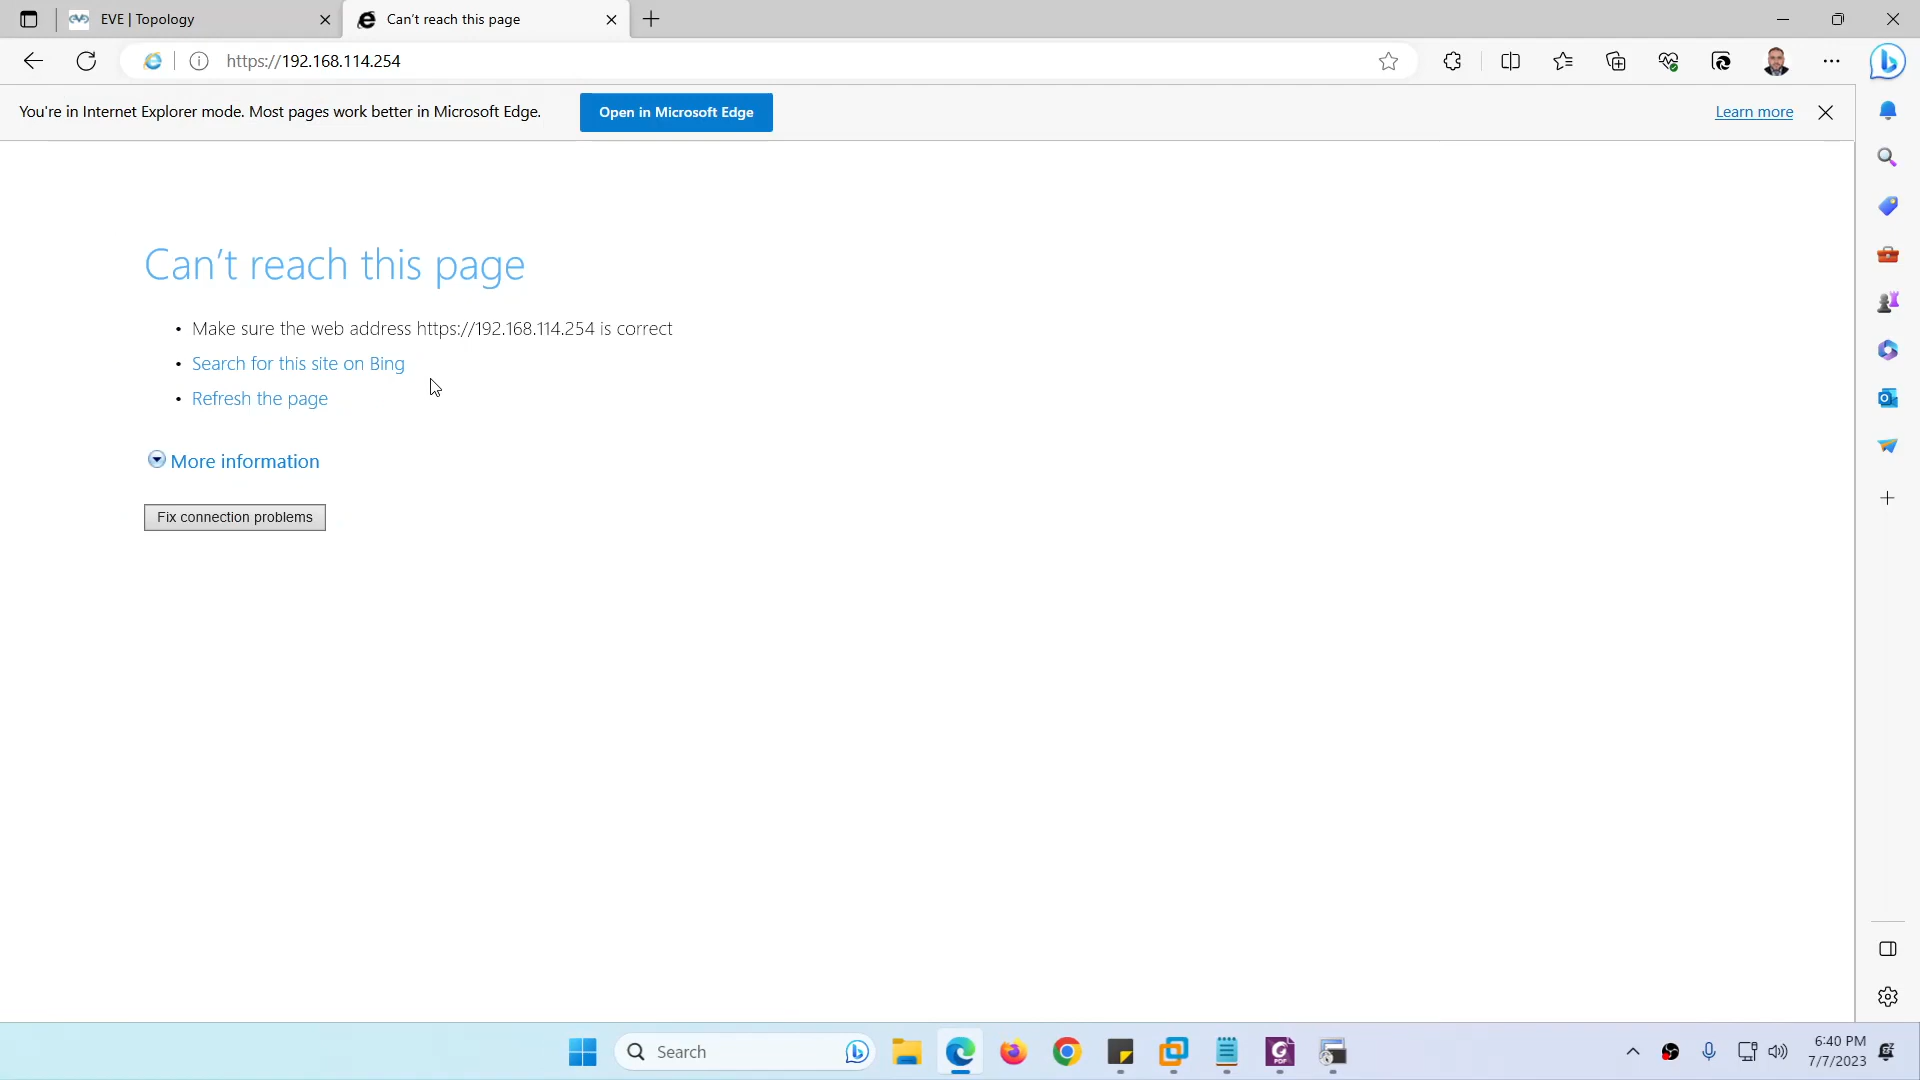 EVE | Topology
Can't reach this page
https://192.168.114.254
You're in Internet Explorer mode. Most pages work better in Microsoft Edge.
Open in Microsoft Edge
Learn more
Can't reach this page
• Make sure the web address https://192.168.114.254 is correct
• Search for this site on Bing
• Refresh the page
More information
Fix connection problems
Search
6:40 PM
7/7/2023